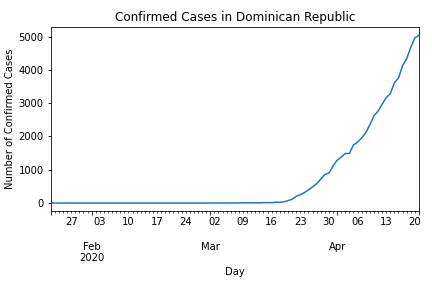 Confirmed Cases in Dominican Republic
Number of Confirmed Cases
5000
4000
3000
2000
1000
0
27 03 10 17 24 02 09 16 23 30 06 13 20
Feb Mar Apr
2020
Day